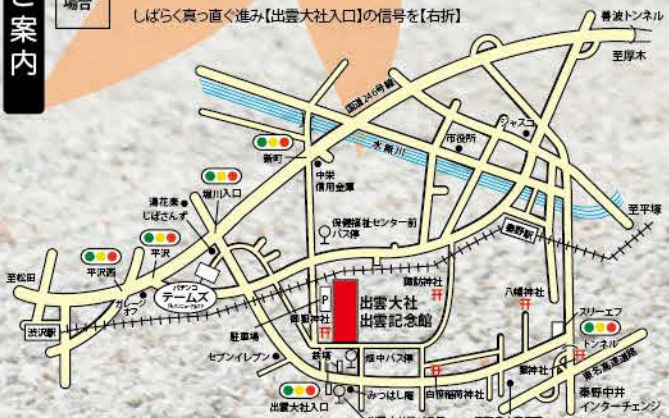 ご案内
場合
しばらく真っ直ぐ進み【出雲大社入口】の信号を【右折】
善波トンネル
至厚木
国道246号線
市役所
ジャスコ
水無川
新町
中栄
信用金庫
堀川入口
湯花楽
じばさんず
保健福祉センター前
バス停
至平塚
秦野駅
平沢
平沢西
至松田
ガレージ
オフ
パチンコ
テームズ
渋沢駅
P
御嶽神社
出雲大社
出雲記念館
諏訪神社
八幡神社
スリーエフ
トンネル
東名高速道路
駐車場
セブンイレブン
鉄塔
畑中バス停
出雲大社入口
みつはし庵
白笹稲荷神社
秦野中井
インターチェンジ